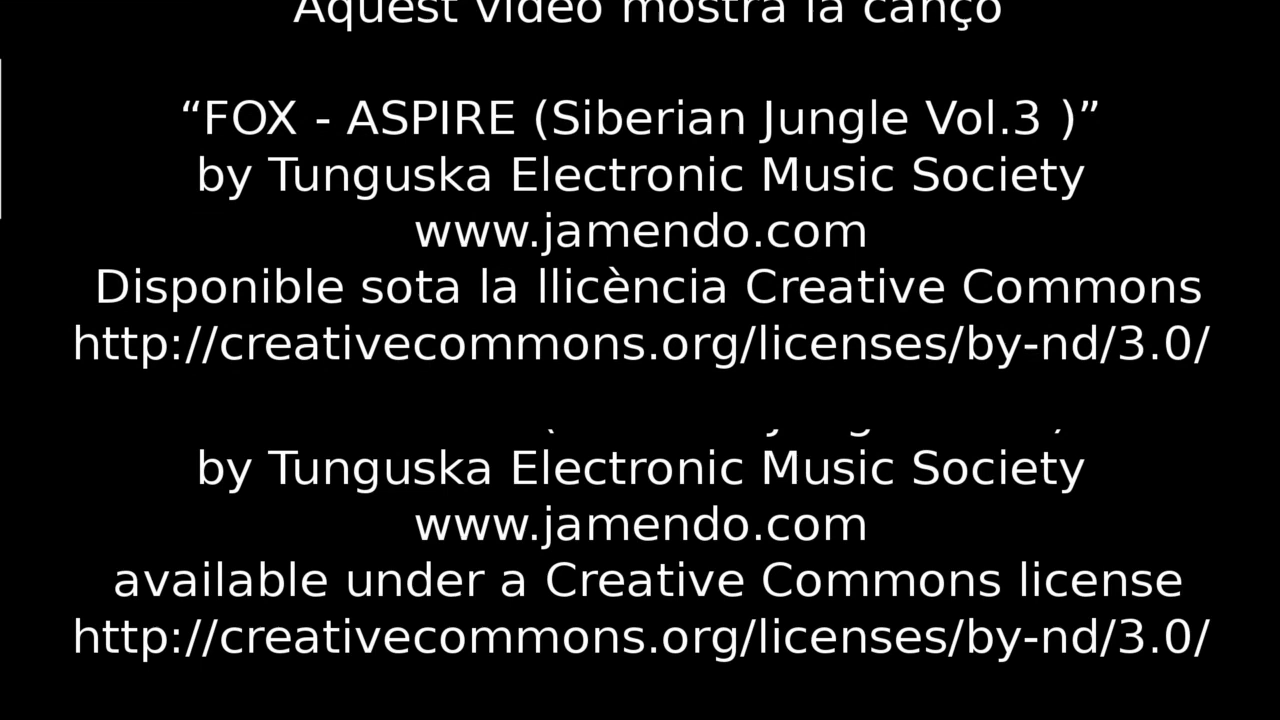 Aquest vídeo mostra la cançó
“FOX - ASPIRE (Siberian Jungle Vol.3 )”
by Tunguska Electronic Music Society
www.jamendo.com
Disponible sota la llicència Creative Commons
http://creativecommons.org/licenses/by-nd/3.0/
by Tunguska Electronic Music Society
www.jamendo.com
available under a Creative Commons license
http://creativecommons.org/licenses/by-nd/3.0/